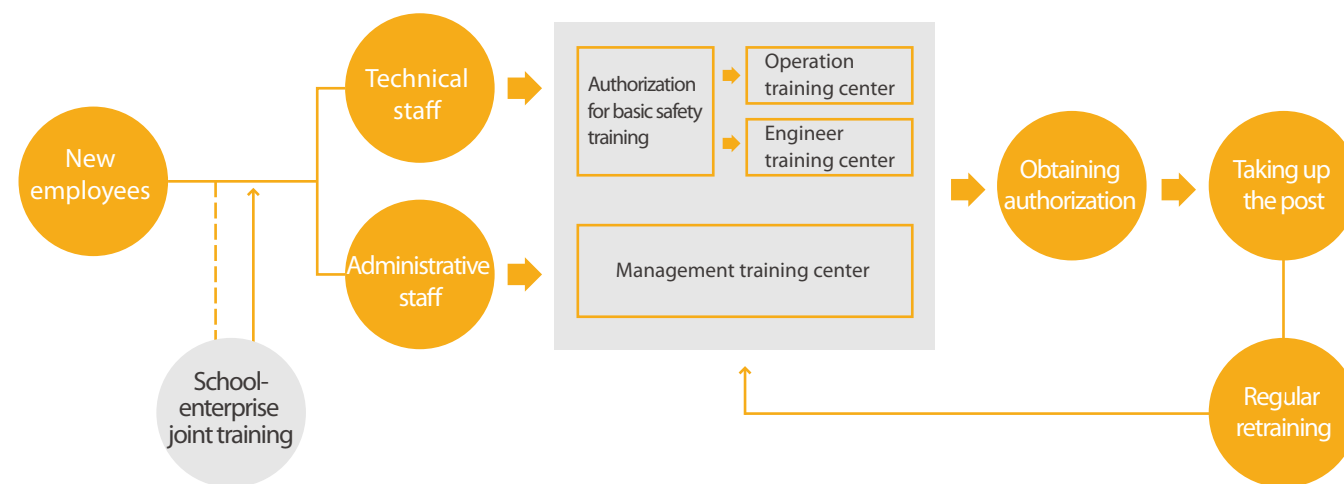 New
employees
School-
enterprise
joint training
Technical
staff
Administrative
staff
Authorization
for basic safety
training
Operation
training center
Engineer
training center
Management training center
Obtaining
authorization
Taking up
the post
Regular
retraining